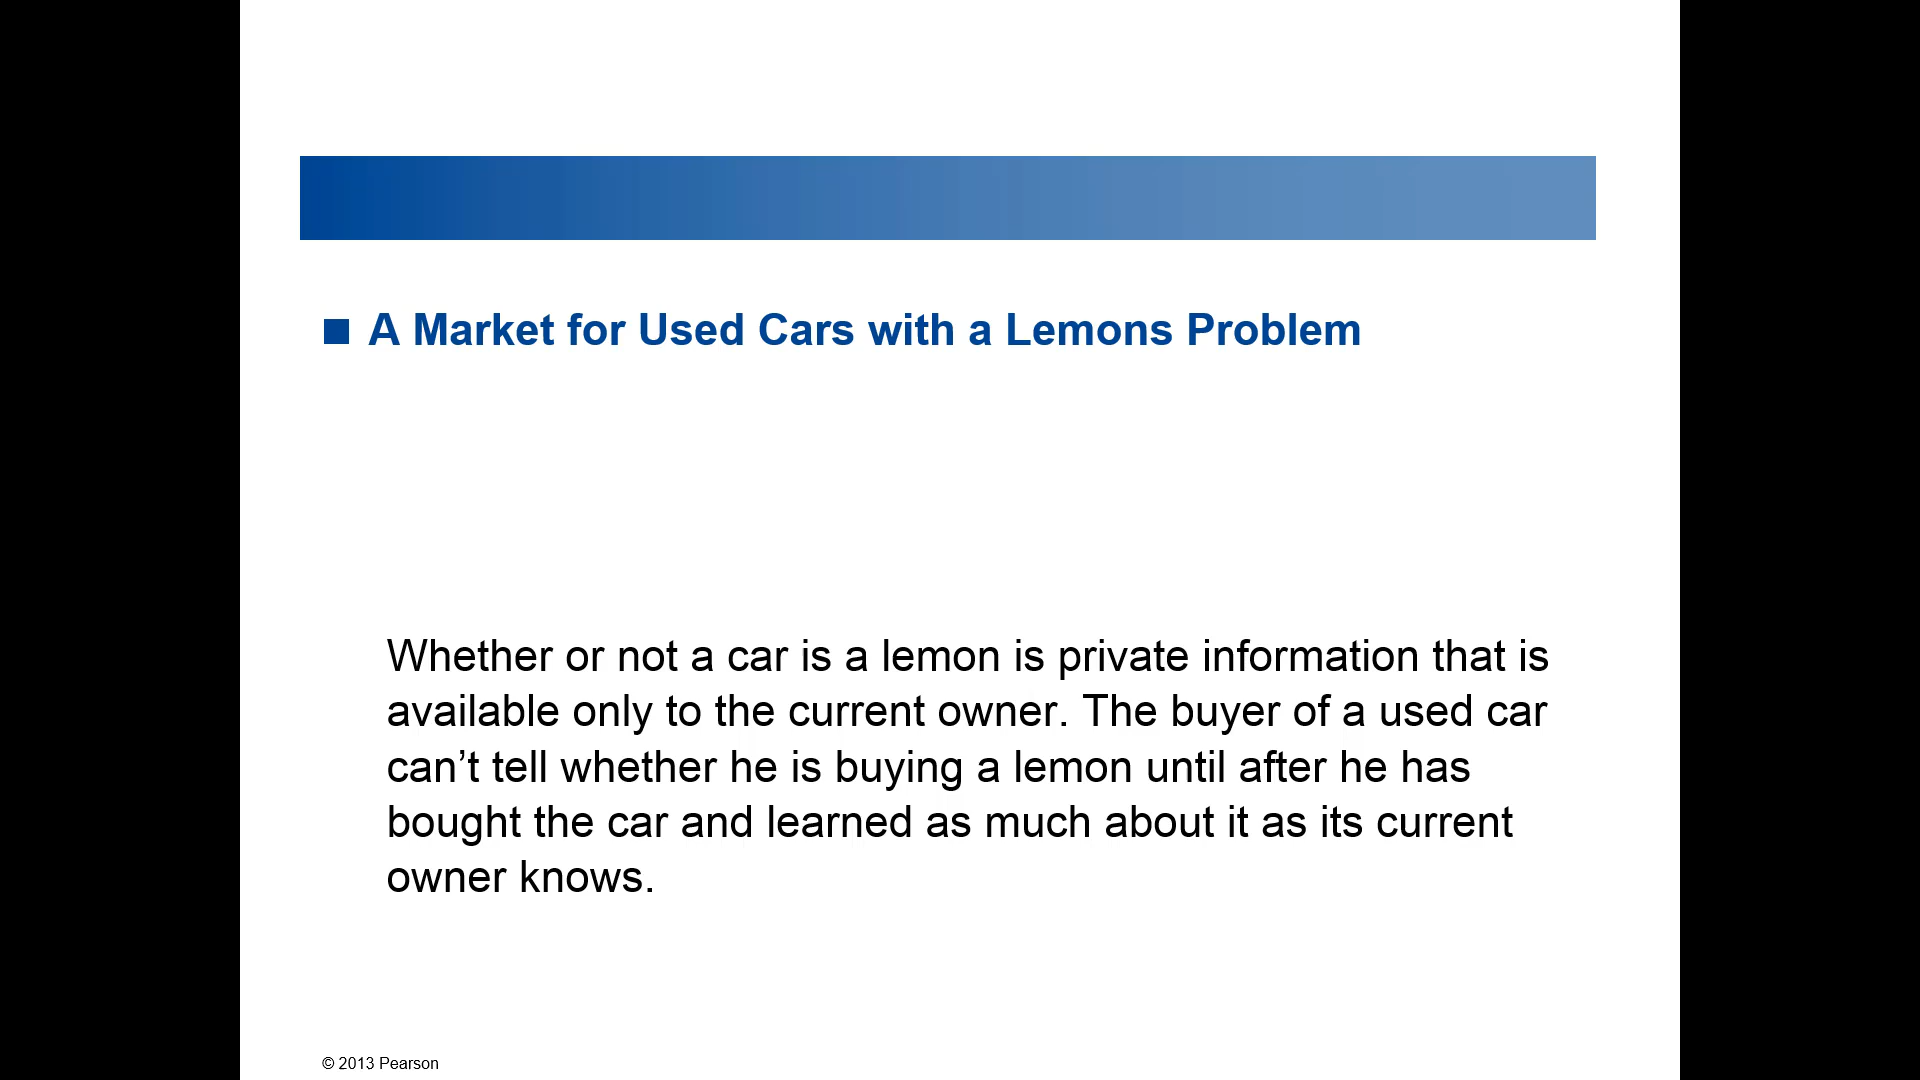 A Market for Used Cars with a Lemons Problem
Whether or not a car is a lemon is private information that is
available only to the current owner. The buyer of a used car
can’t tell whether he is buying a lemon until after he has
bought the car and learned as much about it as its current
owner knows.
© 2013 Pearson